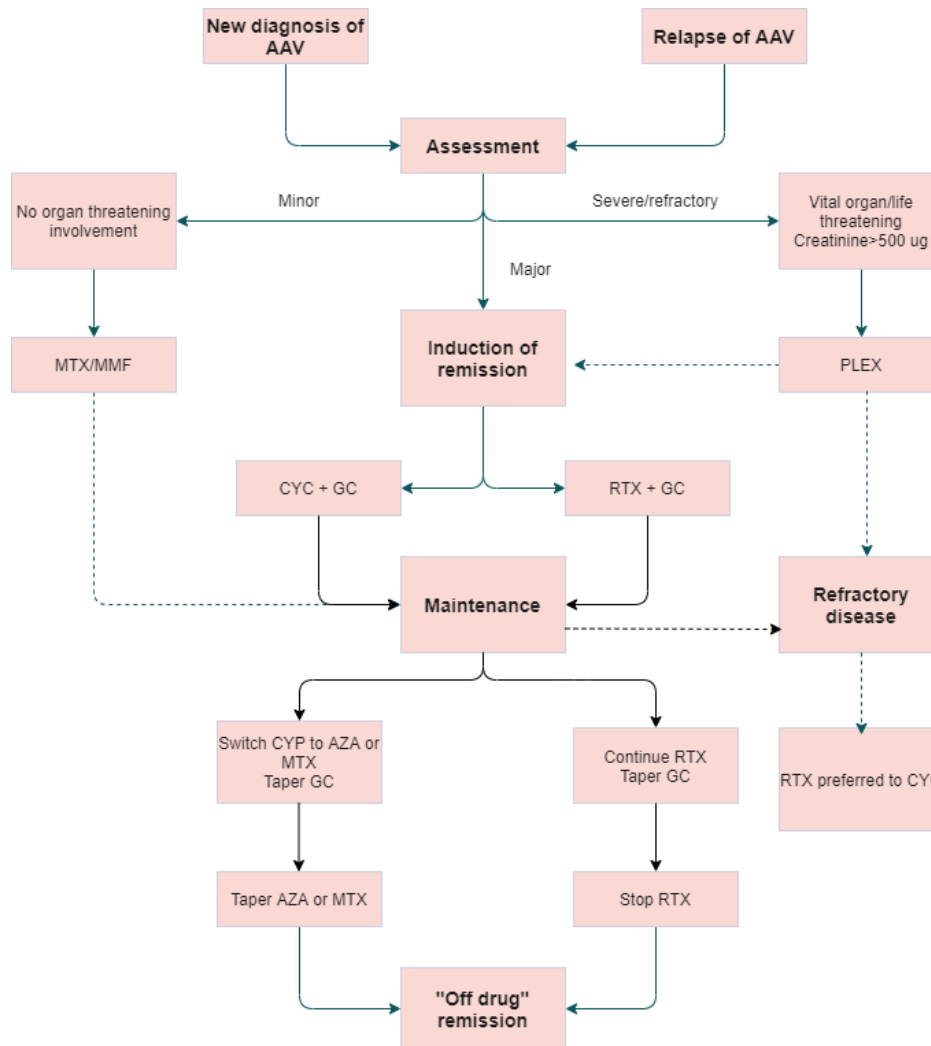 New diagnosis of
AAV
Relapse of AAV
Assessment
Minor
Severe/refractory
No organ threatening
involvement
Vital organ/life
threatening
Creatinine>500 ug
Major
Induction of
remission
MTX/MMF
PLEX
CYC + GC
RTX + GC
Maintenance
Refractory
disease
Switch CYP to AZA or
MTX
Taper GC
Continue RTX
Taper GC
RTX preferred to
Taper AZA or MTX
Stop RTX
"Off drug"
remission